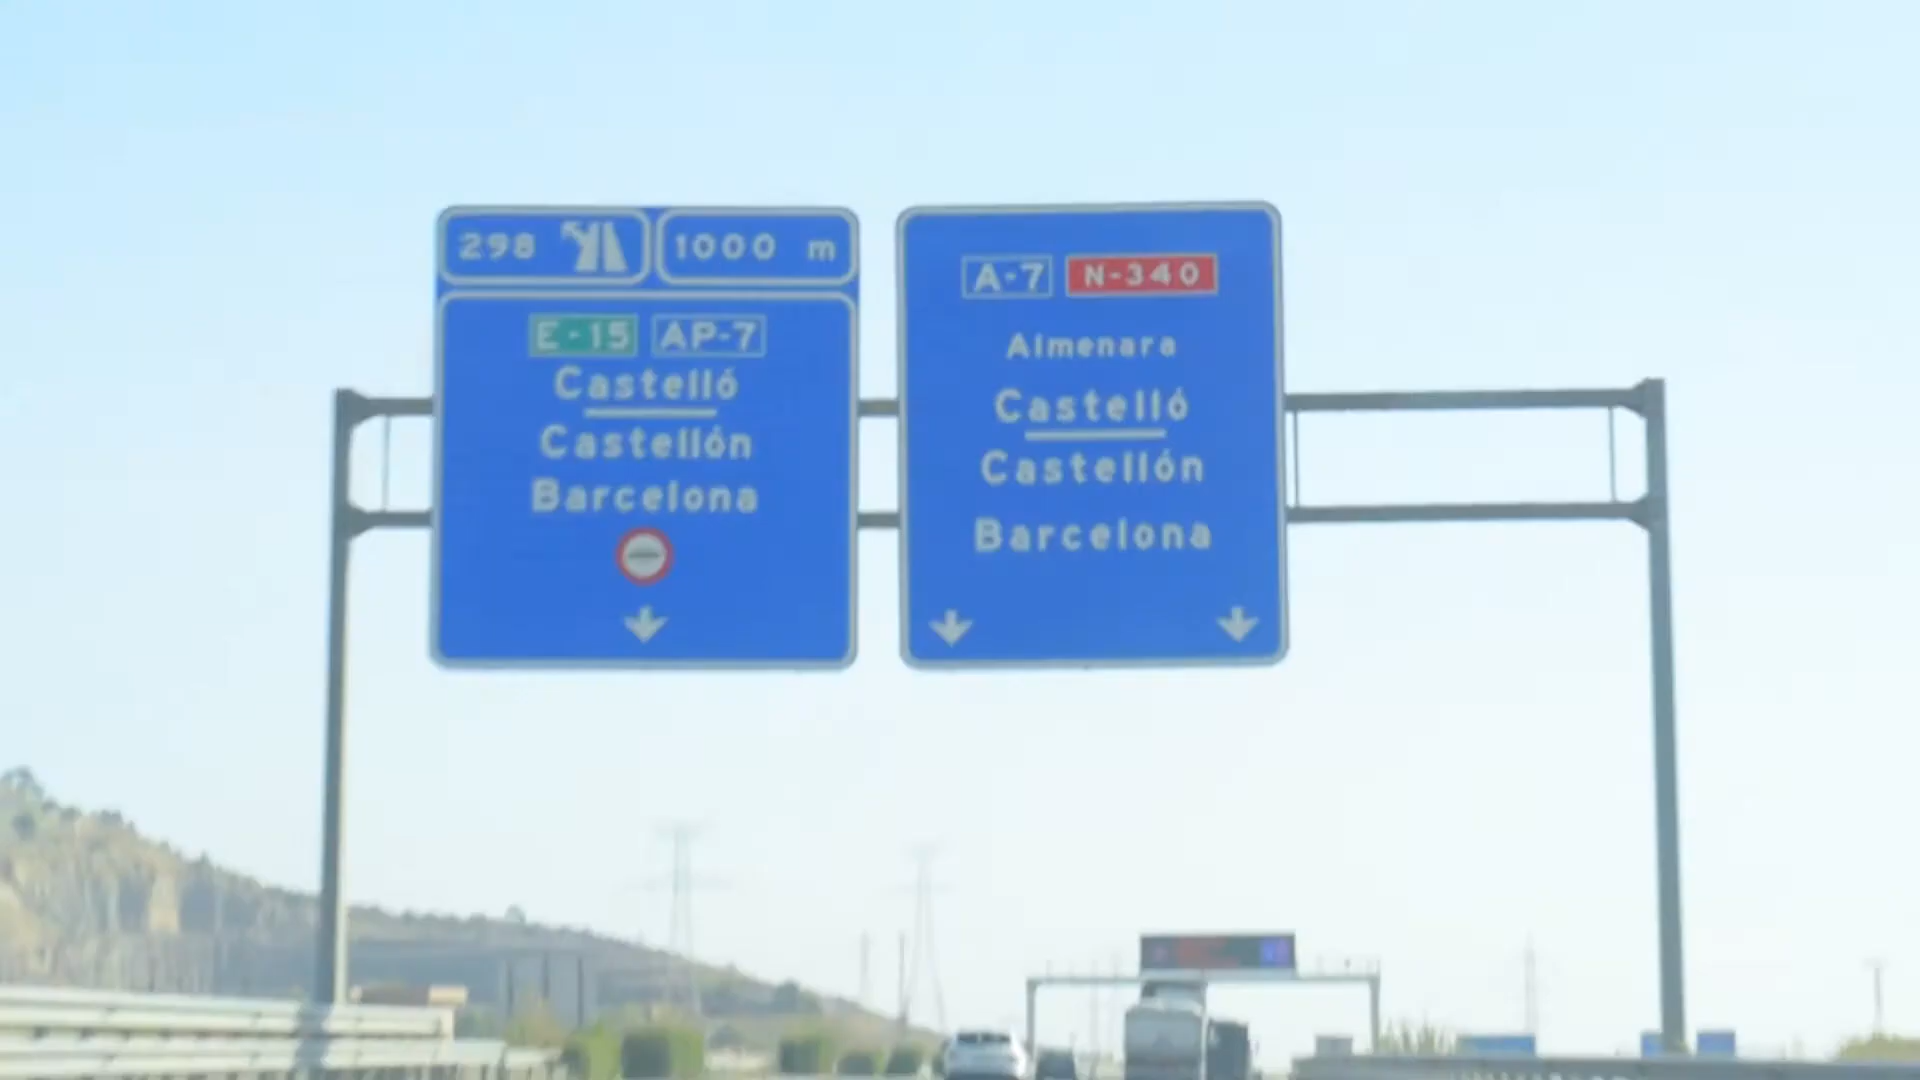 298 1000 m
E-15 AP-7
Castelló
Castellón
Barcelona
A-7 N-340
Almenara
Castelló
Castellón
Barcelona